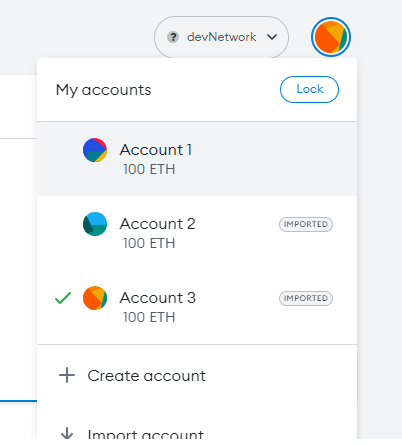 ? devNetwork
My accounts
Lock
Account 1
100 ETH
Account 2
IMPORTED
100 ETH
Account 3
IMPORTED
100 ETH
Create account
Import account